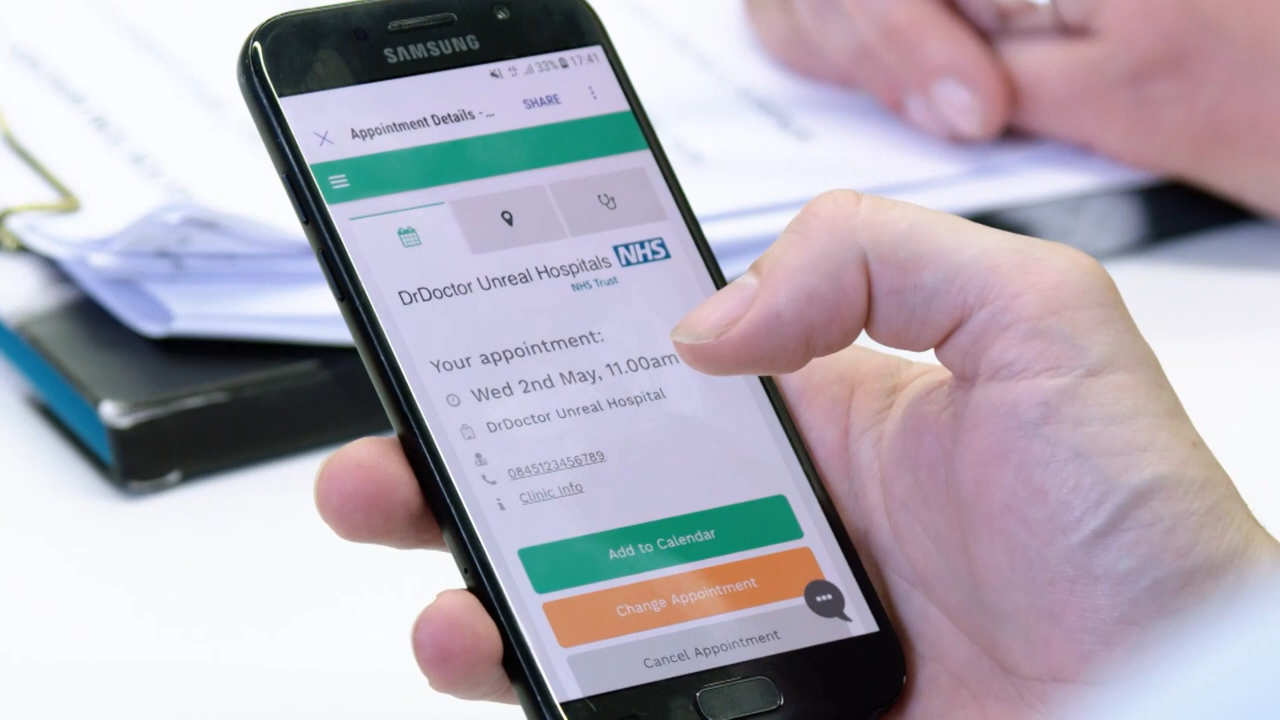 SAMSUNG
33% 17:41
Appointment Details - ...
SHARE
DrDoctor Unreal Hospitals NHS
NHS Trust
Your appointment:
Wed 2nd May, 11.00am
DrDoctor Unreal Hospital
0845123456789
Clinic Info
Add to Calendar
Change Appointment
Cancel Appointment